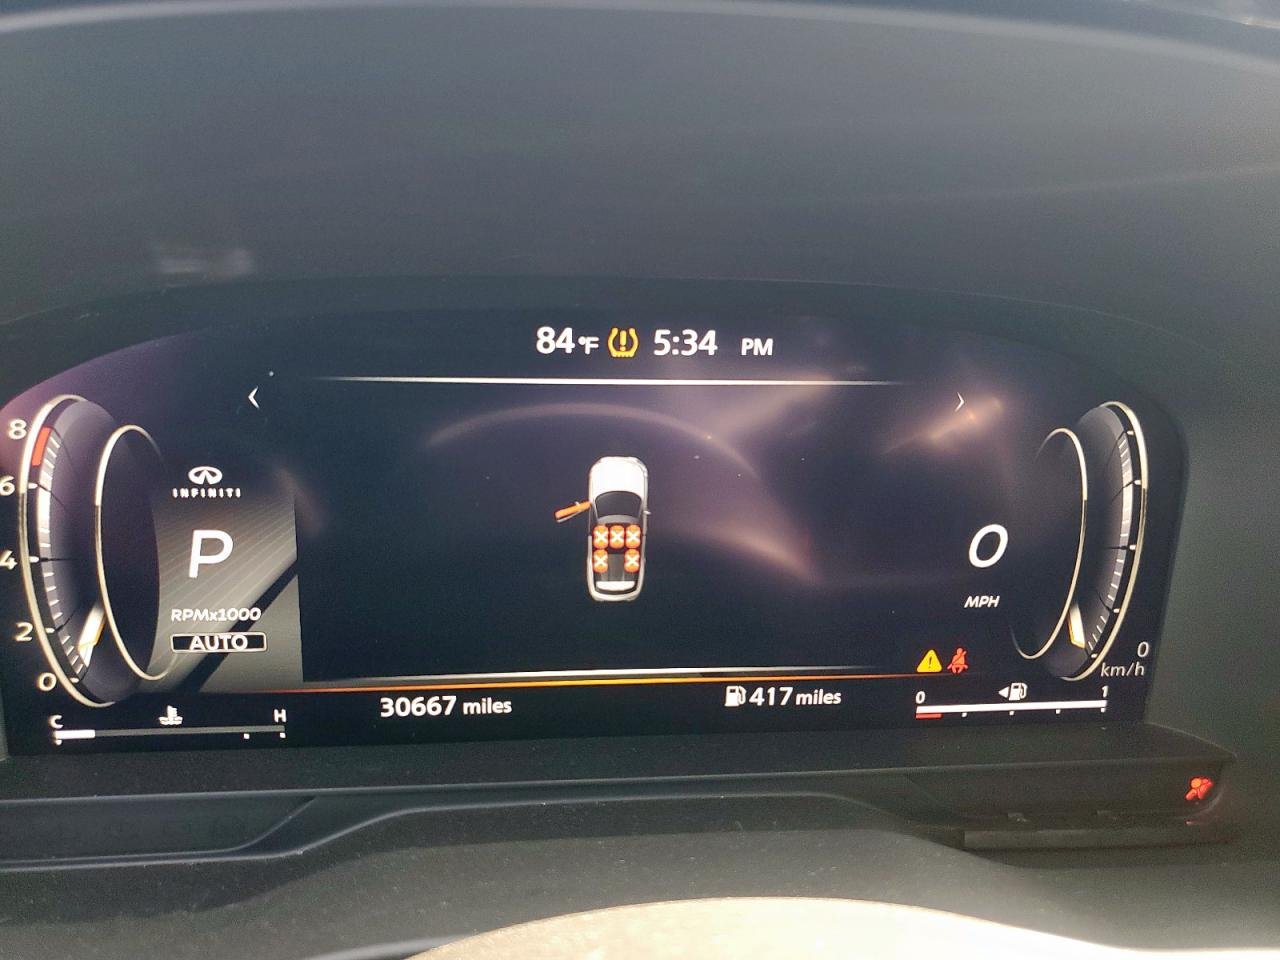 84°F 5:34 PM
8
6
4
2
0
INFINITI
P
RPMx1000
AUTO
0
MPH
0
km/h
30667 miles
417 miles
0 1
C H